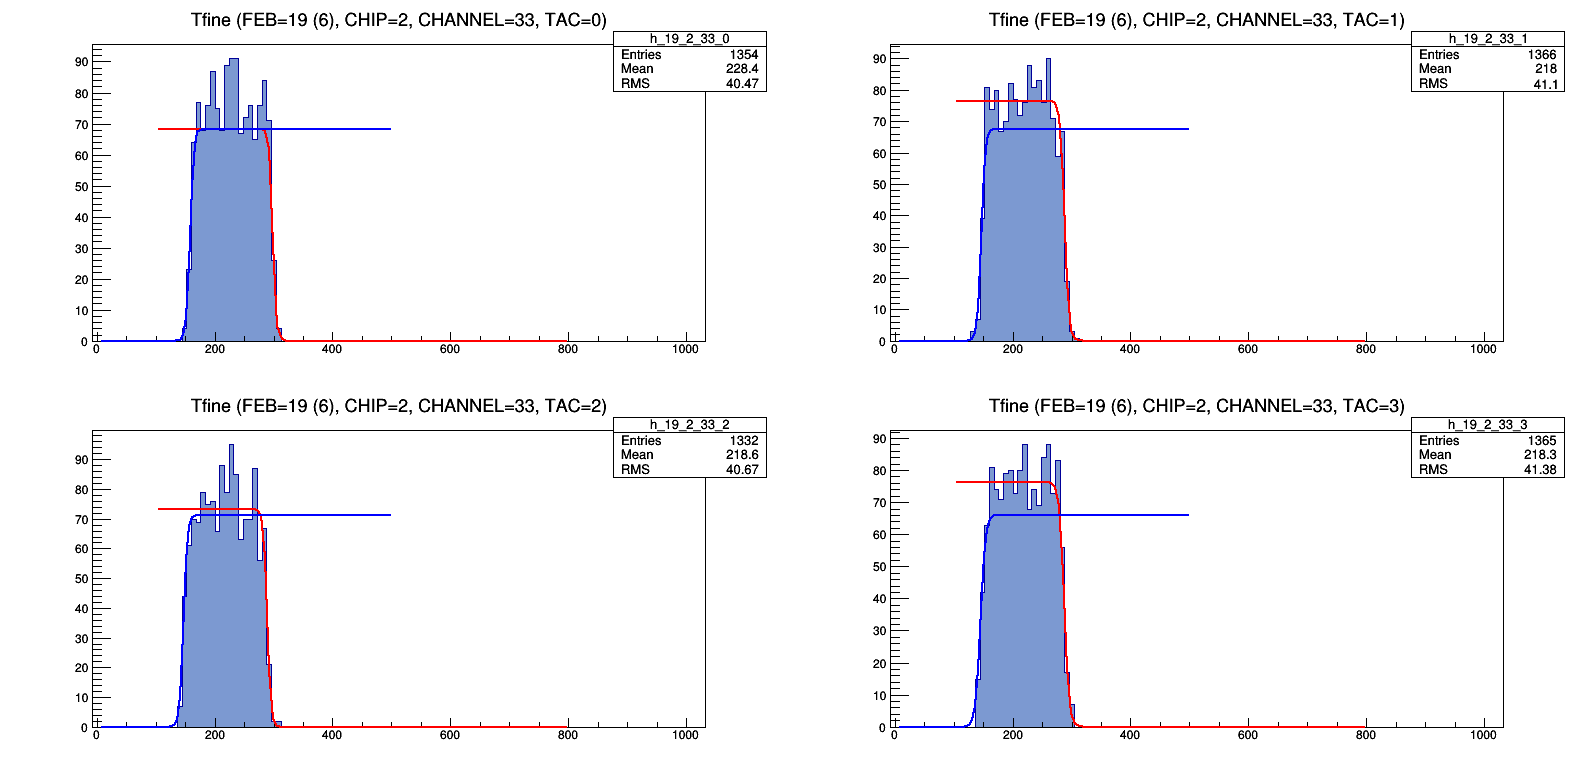 Tfine (FEB=19 (6), CHIP=2, CHANNEL=33, TAC=0)
h_19_2_33_0
Entries 1354
Mean 228.4
RMS 40.47
90
80
70
60
50
40
30
20
10
0
0 200 400 600 800 1000
Tfine (FEB=19 (6), CHIP=2, CHANNEL=33, TAC=1)
h_19_2_33_1
Entries 1366
Mean 218
RMS 41.1
90
80
70
60
50
40
30
20
10
0
0 200 400 600 800 1000
Tfine (FEB=19 (6), CHIP=2, CHANNEL=33, TAC=2)
h_19_2_33_2
Entries 1332
Mean 218.6
RMS 40.67
90
80
70
60
50
40
30
20
10
0
0 200 400 600 800 1000
Tfine (FEB=19 (6), CHIP=2, CHANNEL=33, TAC=3)
h_19_2_33_3
Entries 1365
Mean 218.3
RMS 41.38
90
80
70
60
50
40
30
20
10
0
0 200 400 600 800 1000